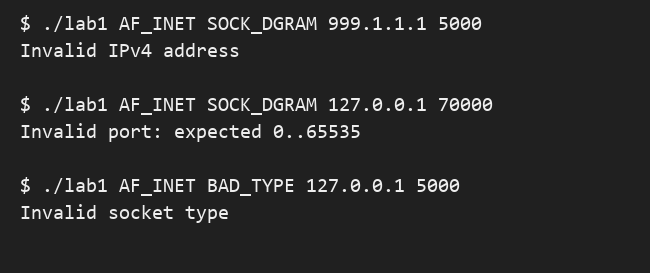 $ ./lab1 AF_INET SOCK_DGRAM 999.1.1.1 5000
Invalid IPv4 address
$ ./lab1 AF_INET SOCK_DGRAM 127.0.0.1 70000
Invalid port: expected 0..65535
$ ./lab1 AF_INET BAD_TYPE 127.0.0.1 5000
Invalid socket type